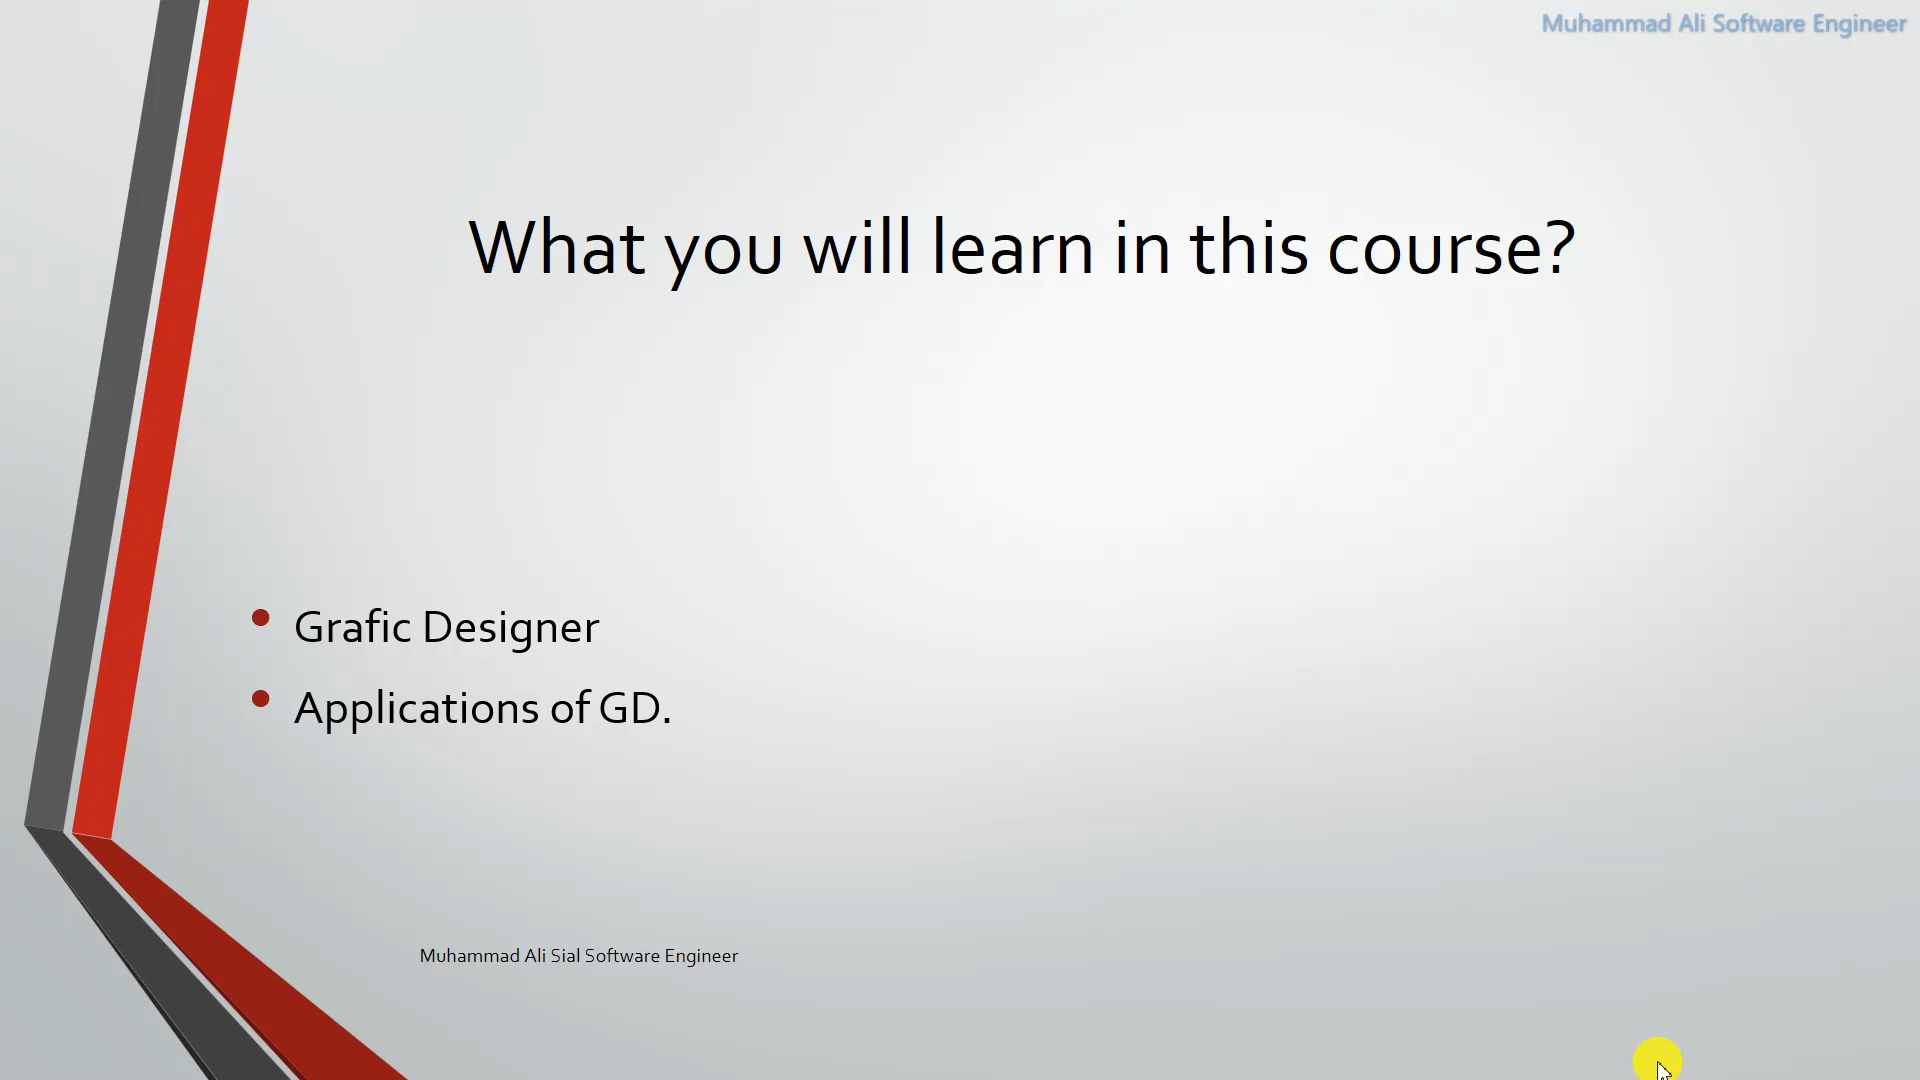 Muhammad Ali Software Engineer
What you will learn in this course?
• Grafic Designer
• Applications of GD.
Muhammad Ali Sial Software Engineer